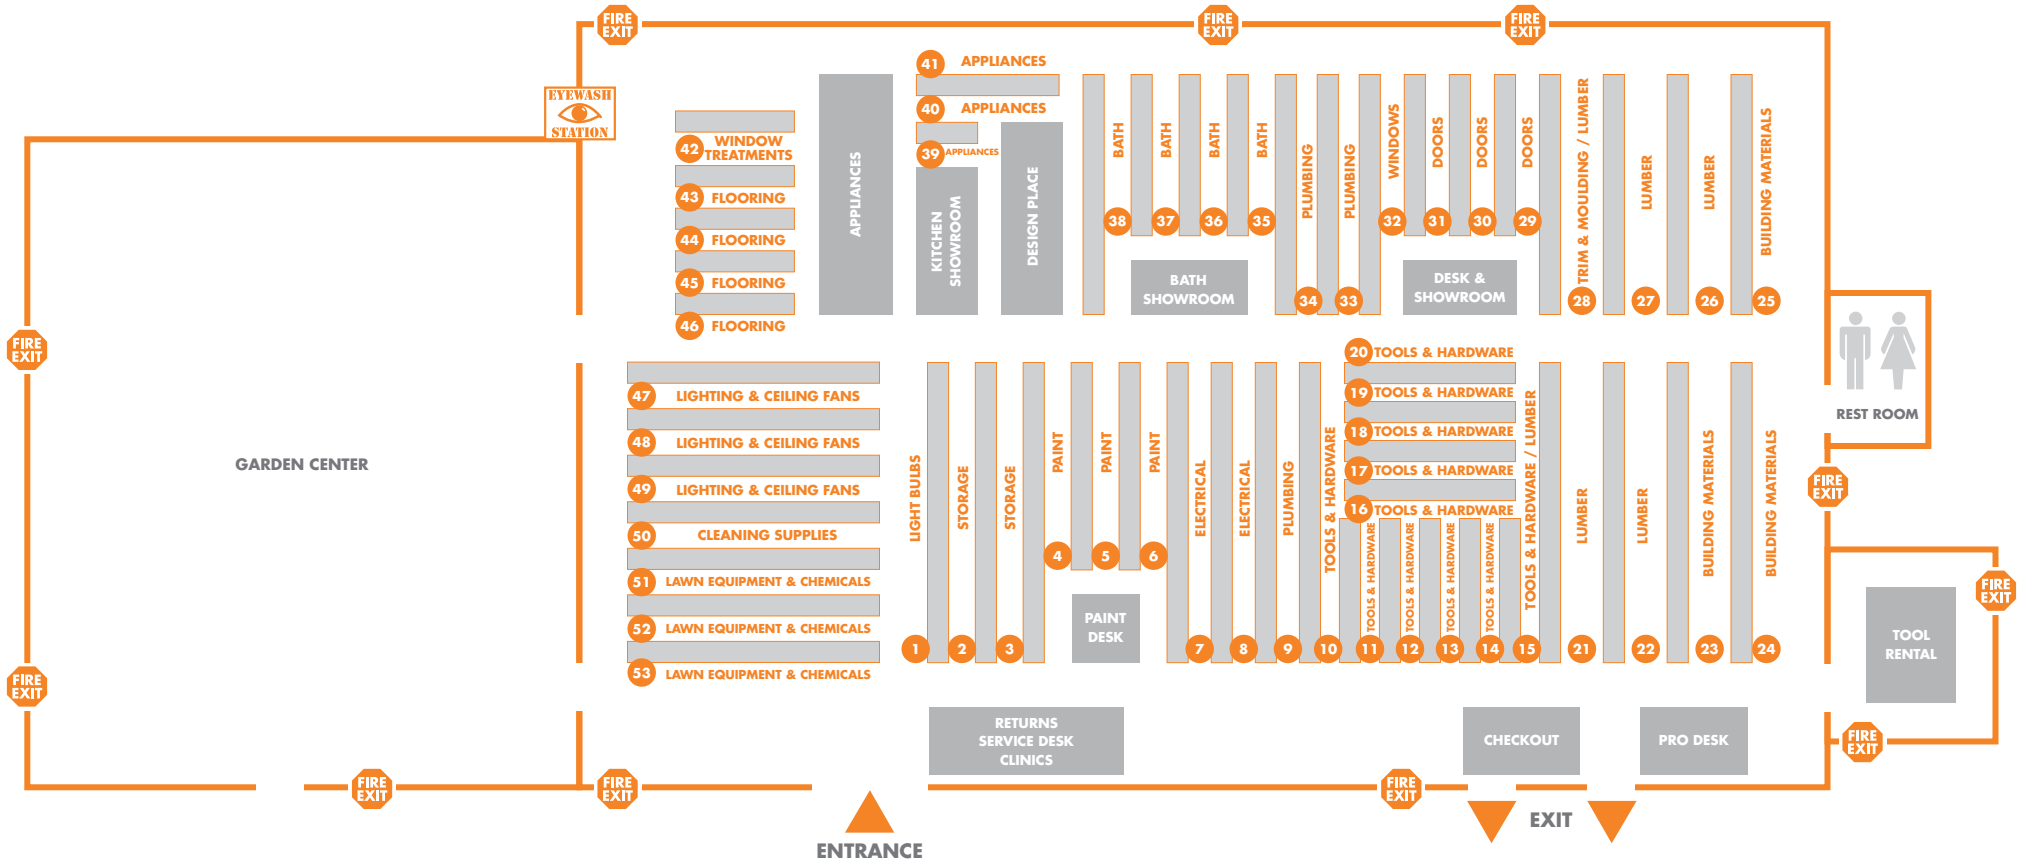 FIRE
EXIT
FIRE
EXIT
FIRE
EXIT
EYEWASH
STATION
41 APPLIANCES
40 APPLIANCES
39 APPLIANCES
42 WINDOW
TREATMENTS
43 FLOORING
44 FLOORING
45 FLOORING
46 FLOORING
APPLIANCES
KITCHEN
SHOWROOM
DESIGN PLACE
BATH
38
BATH
37
BATH
36
BATH
35
BATH
SHOWROOM
PLUMBING
34
PLUMBING
33
WINDOWS
32
DOORS
31
DOORS
30
DOORS
29
DESK &
SHOWROOM
TRIM & MOULDING / LUMBER
28
LUMBER
27
LUMBER
26
BUILDING MATERIALS
25
REST ROOM
FIRE
EXIT
FIRE
EXIT
GARDEN CENTER
47 LIGHTING & CEILING FANS
48 LIGHTING & CEILING FANS
49 LIGHTING & CEILING FANS
50 CLEANING SUPPLIES
51 LAWN EQUIPMENT & CHEMICALS
52 LAWN EQUIPMENT & CHEMICALS
53 LAWN EQUIPMENT & CHEMICALS
LIGHT BULBS
1
STORAGE
2
STORAGE
3
PAINT
4
PAINT
5
PAINT
6
PAINT
DESK
ELECTRICAL
7
ELECTRICAL
8
PLUMBING
9
TOOLS & HARDWARE
10
20 TOOLS & HARDWARE
19 TOOLS & HARDWARE
18 TOOLS & HARDWARE
17 TOOLS & HARDWARE
16 TOOLS & HARDWARE
TOOLS & HARDWARE
11
TOOLS & HARDWARE
12
TOOLS & HARDWARE
13
TOOLS & HARDWARE
14
TOOLS & HARDWARE / LUMBER
15
LUMBER
21
LUMBER
22
BUILDING MATERIALS
23
BUILDING MATERIALS
24
FIRE
EXIT
TOOL
RENTAL
FIRE
EXIT
FIRE
EXIT
RETURNS
SERVICE DESK
CLINICS
CHECKOUT
PRO DESK
FIRE
EXIT
FIRE
EXIT
FIRE
EXIT
ENTRANCE
EXIT